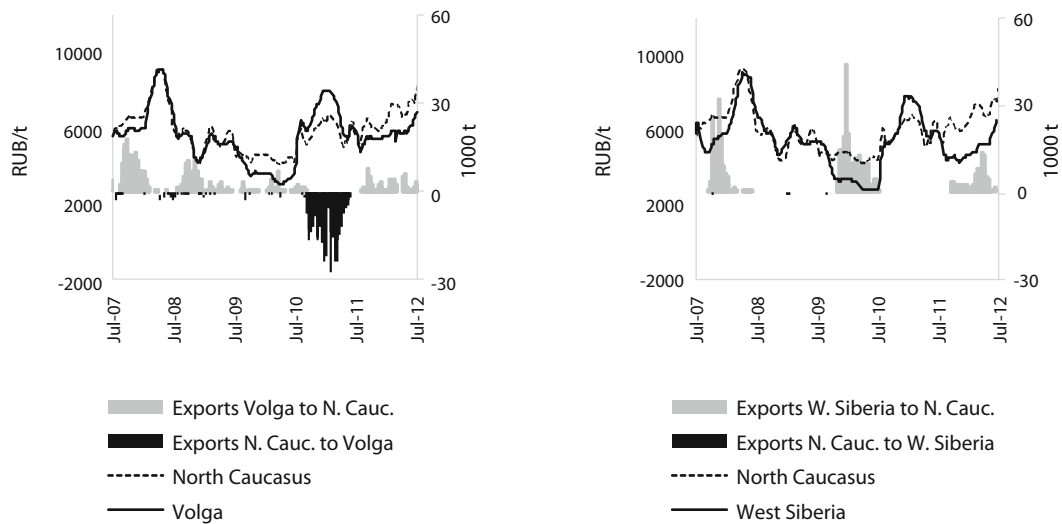 60
10000
30
6000
RUB/t
1000 t
0
2000
-30
-2000
Jul-07
Jul-08
Jul-09
Jul-10
Jul-11
Jul-12
Exports Volga to N. Cauc.
Exports N. Cauc. to Volga
North Caucasus
Volga
60
10000
30
6000
RUB/t
1000 t
0
2000
-30
-2000
Jul-07
Jul-08
Jul-09
Jul-10
Jul-11
Jul-12
Exports W. Siberia to N. Cauc.
Exports N. Cauc. to W. Siberia
North Caucasus
West Siberia